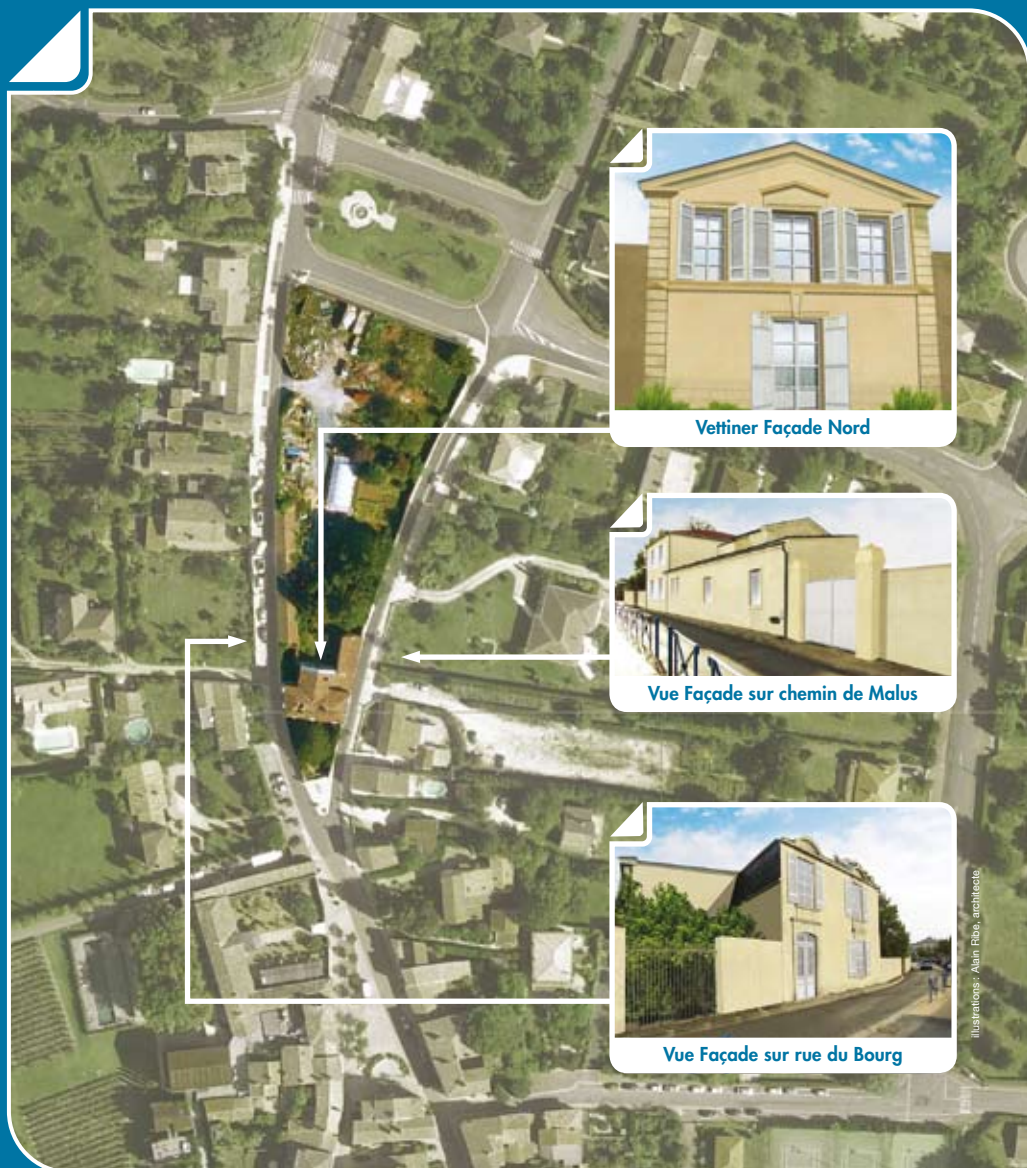 Vettiner Façade Nord
Vue Façade sur chemin de Malus
Vue Façade sur rue du Bourg
illustrations : Alain Ribe, architecte